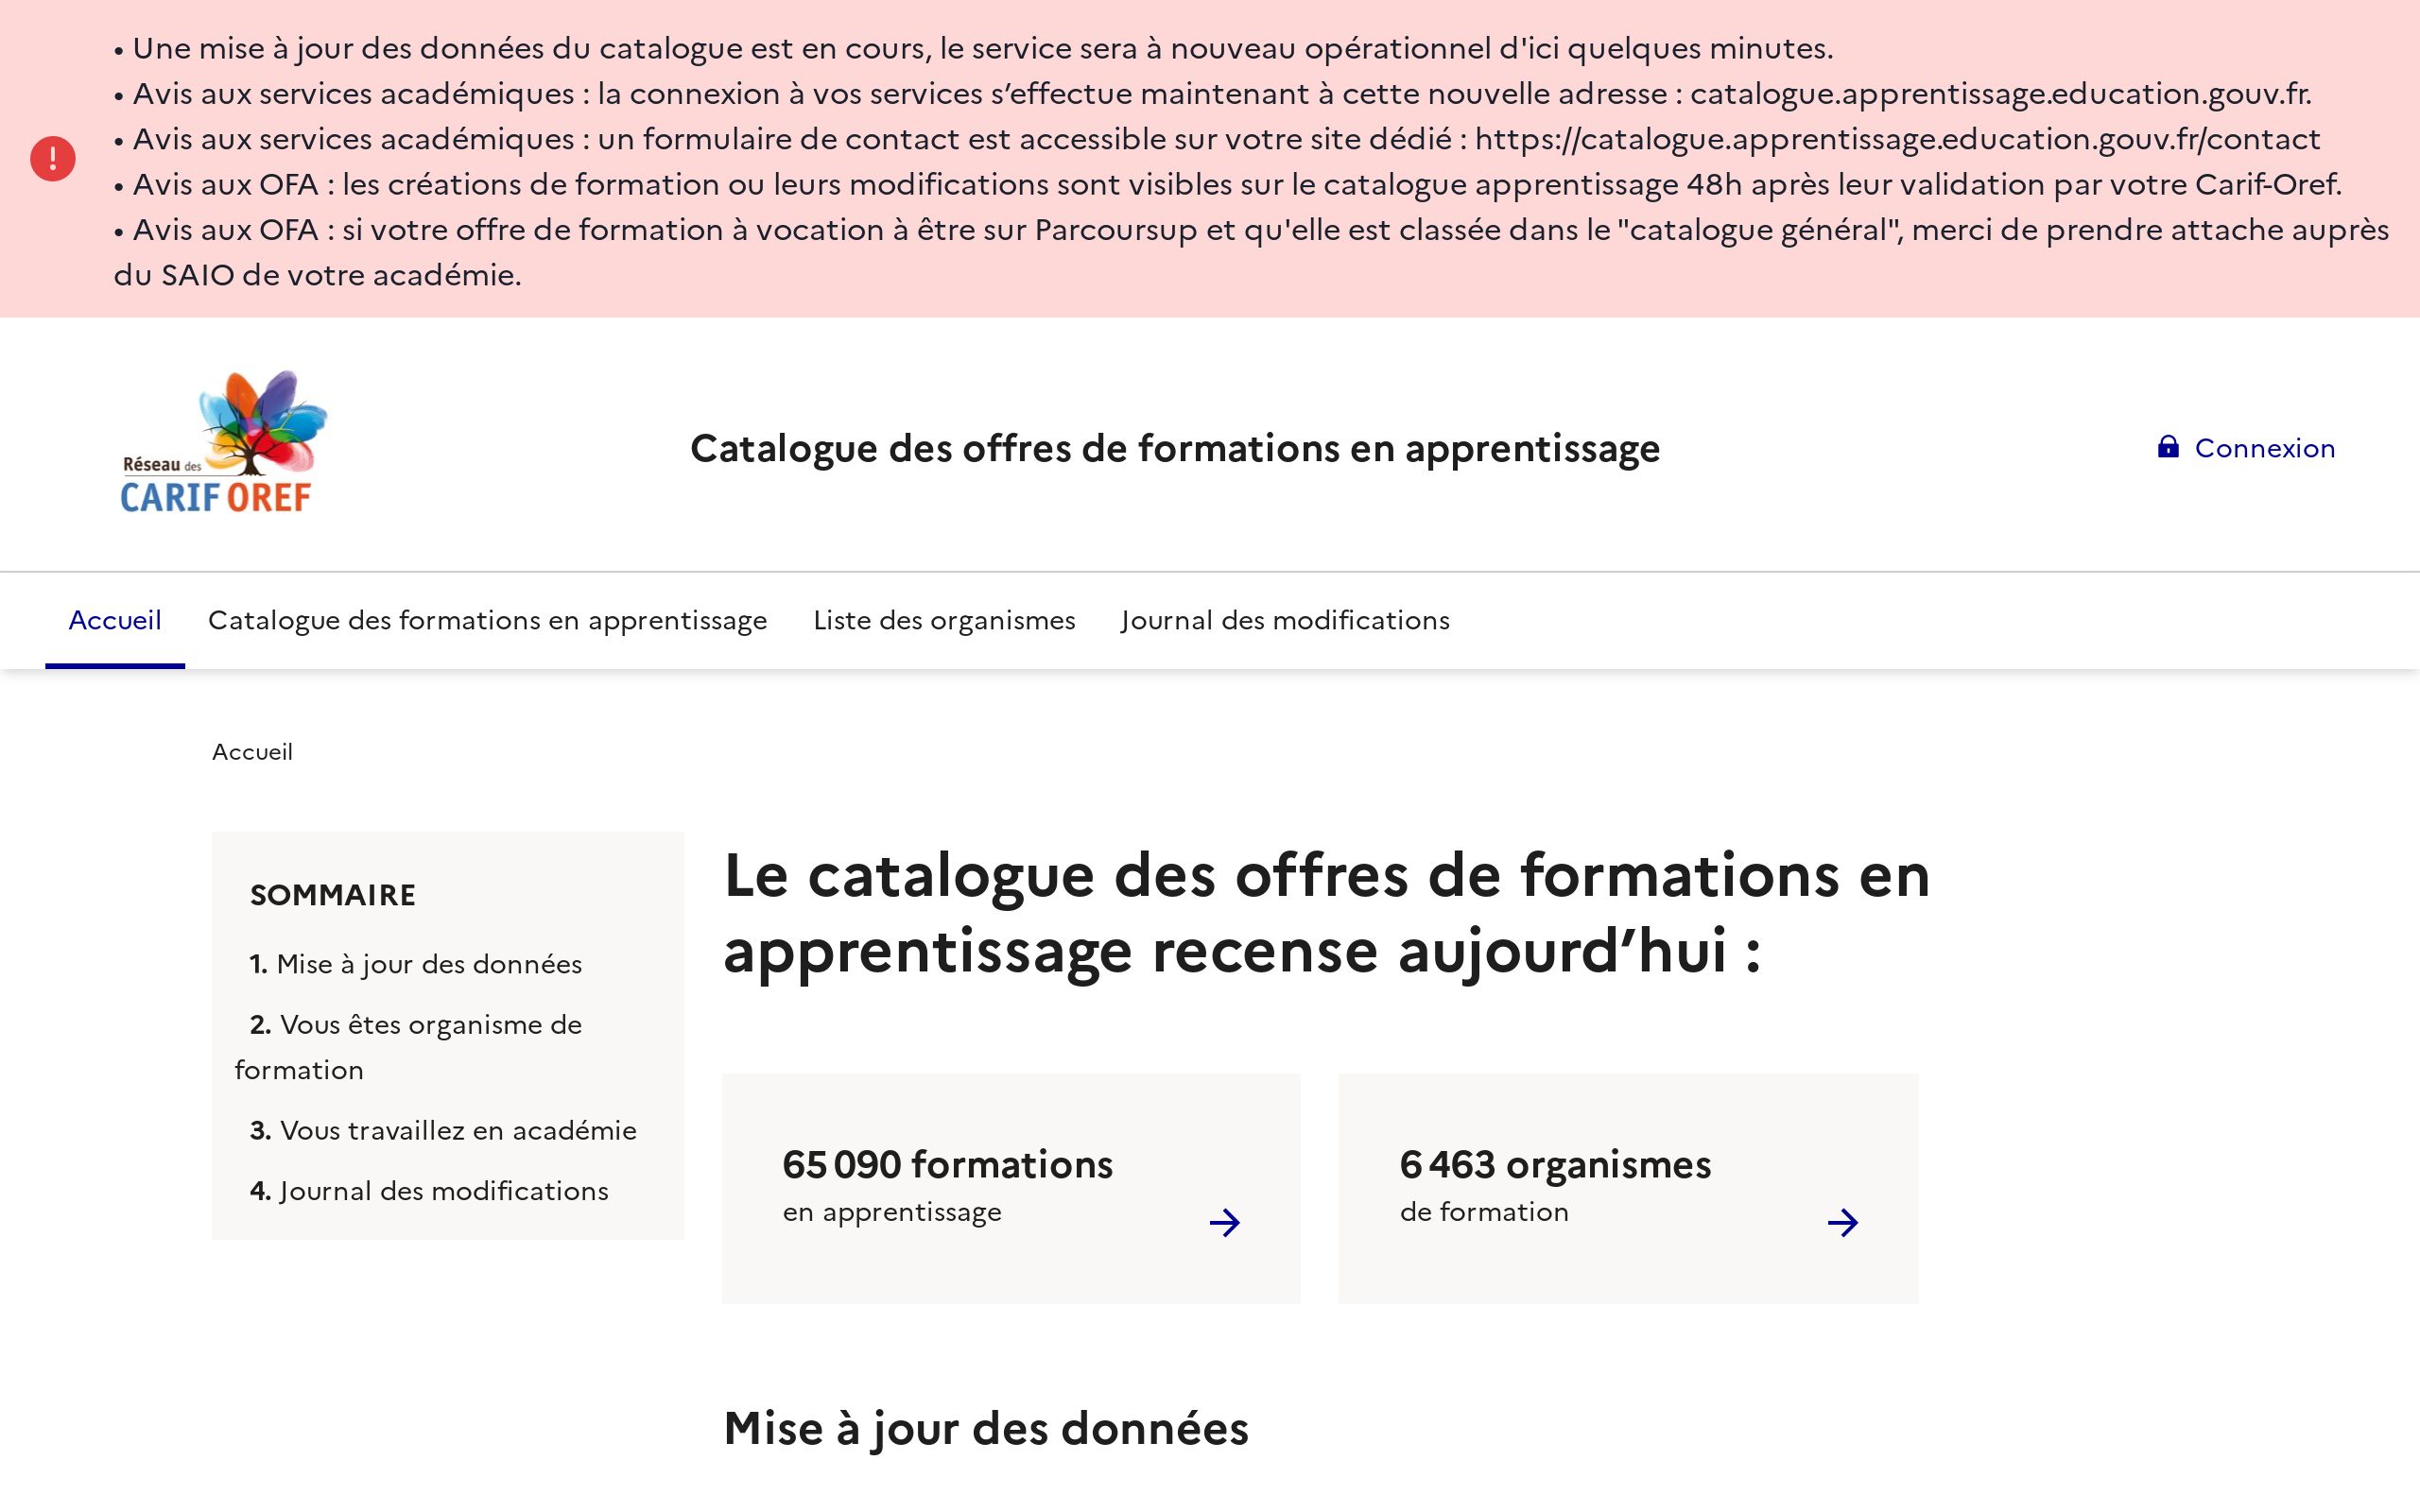 • Une mise à jour des données du catalogue est en cours, le service sera à nouveau opérationnel d'ici quelques minutes.
• Avis aux services académiques : la connexion à vos services s’effectue maintenant à cette nouvelle adresse : catalogue.apprentissage.education.gouv.fr.
• Avis aux services académiques : un formulaire de contact est accessible sur votre site dédié : https://catalogue.apprentissage.education.gouv.fr/contact
• Avis aux OFA : les créations de formation ou leurs modifications sont visibles sur le catalogue apprentissage 48h après leur validation par votre Carif-Oref.
• Avis aux OFA : si votre offre de formation à vocation à être sur Parcoursup et qu'elle est classée dans le "catalogue général", merci de prendre attache auprès
du SAIO de votre académie.
Réseau des
CARIF OREF
Catalogue des offres de formations en apprentissage
Connexion
Accueil
Catalogue des formations en apprentissage
Liste des organismes
Journal des modifications
Accueil
SOMMAIRE
1. Mise à jour des données
2. Vous êtes organisme de
formation
3. Vous travaillez en académie
4. Journal des modifications
Le catalogue des offres de formations en
apprentissage recense aujourd’hui :
65 090 formations
en apprentissage
6 463 organismes
de formation
Mise à jour des données